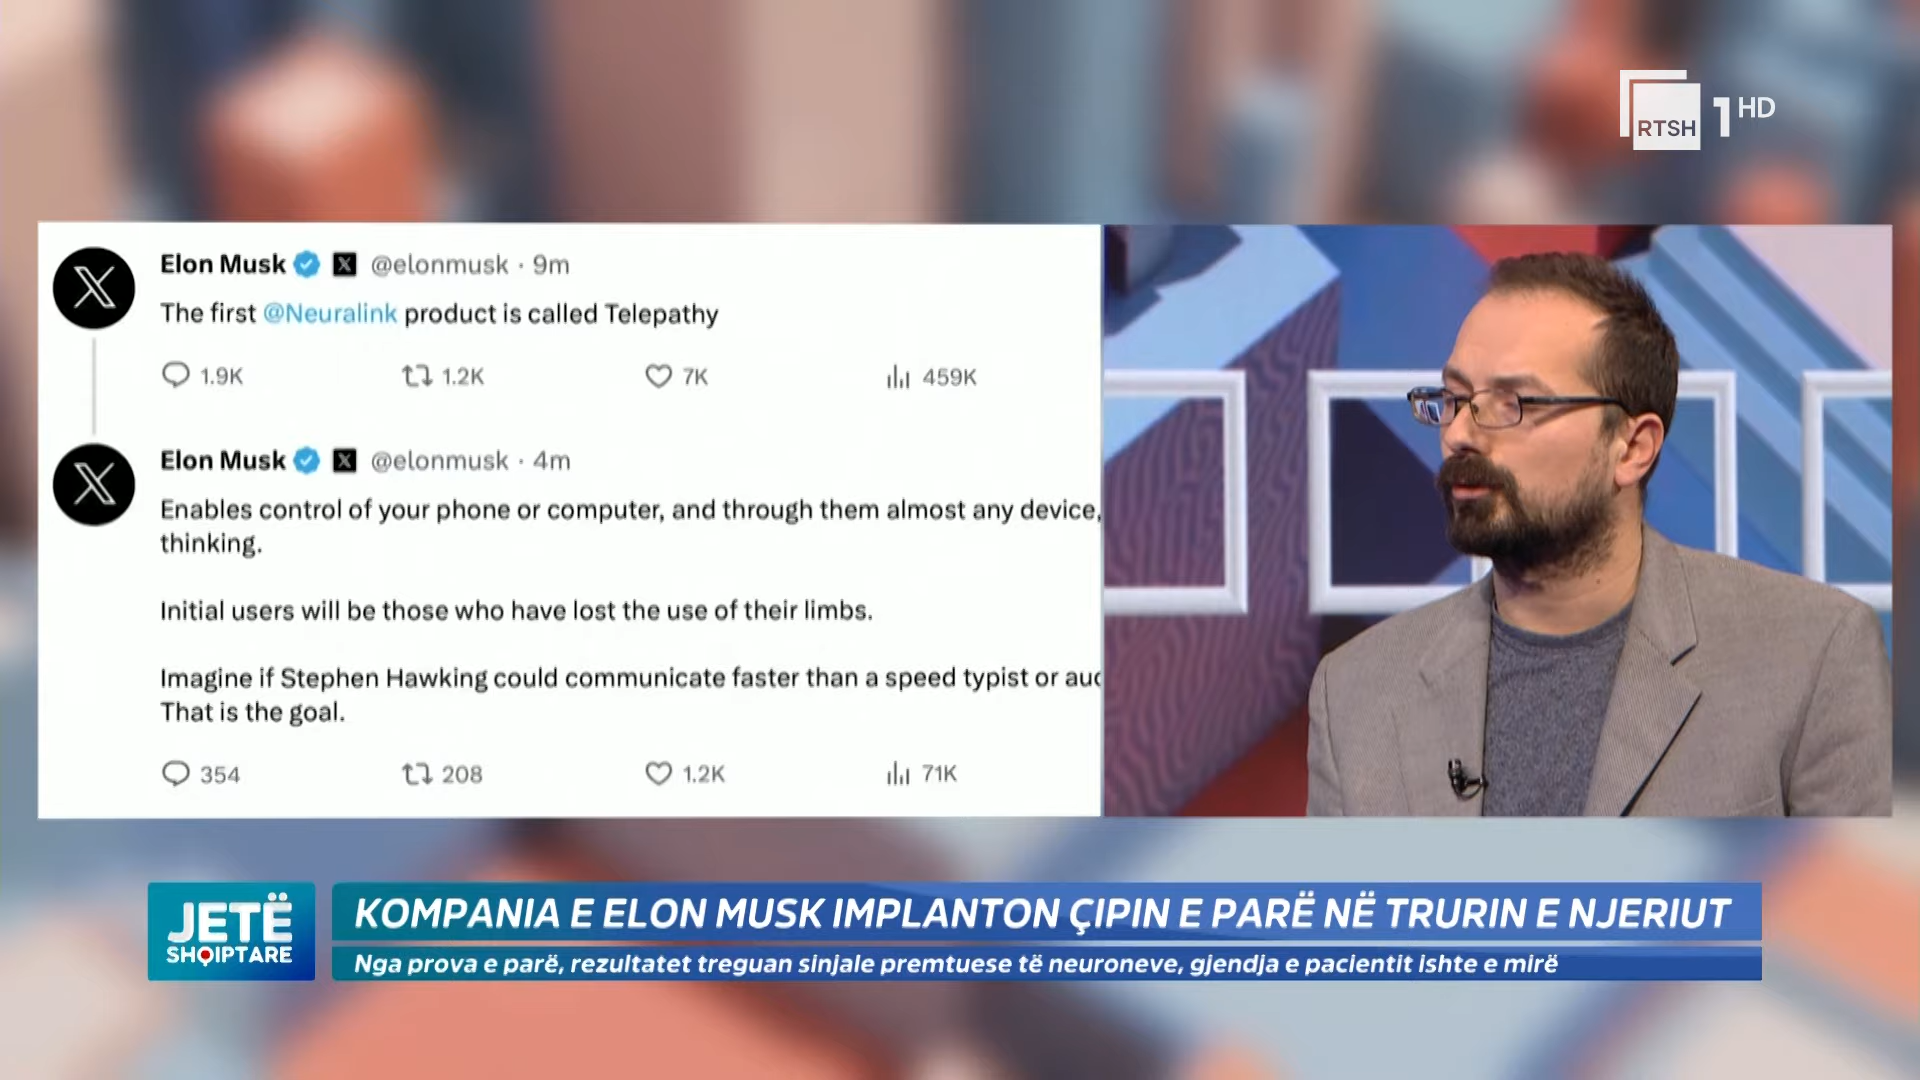 RTSH 1 HD
Elon Musk @elonmusk · 9m
The first @Neuralink product is called Telepathy
1.9K 1.2K 7K 459K
Elon Musk @elonmusk · 4m
Enables control of your phone or computer, and through them almost any device,
thinking.
Initial users will be those who have lost the use of their limbs.
Imagine if Stephen Hawking could communicate faster than a speed typist or
That is the goal.
354 208 1.2K 71K
JETË
SHQIPTARE
KOMPANIA E ELON MUSK IMPLANTON ÇIPIN E PARË NË TRURIN E NJERIUT
Nga prova e parë, rezultatet treguan sinjale premtuese të neuroneve, gjendja e pacientit ishte e mirë